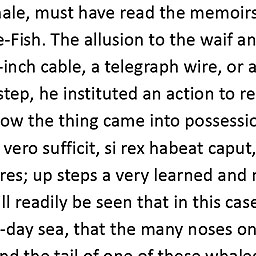 ale, must have read the memoirs
e-Fish. The allusion to the waif an
-inch cable, a telegraph wire, or a
step, he instituted an action to re
ow the thing came into possessio
vero sufficit, si rex habeat caput,
res; up steps a very learned and
ll readily be seen that in this case
-day sea, that the many noses on
nd the tail of one of these whales